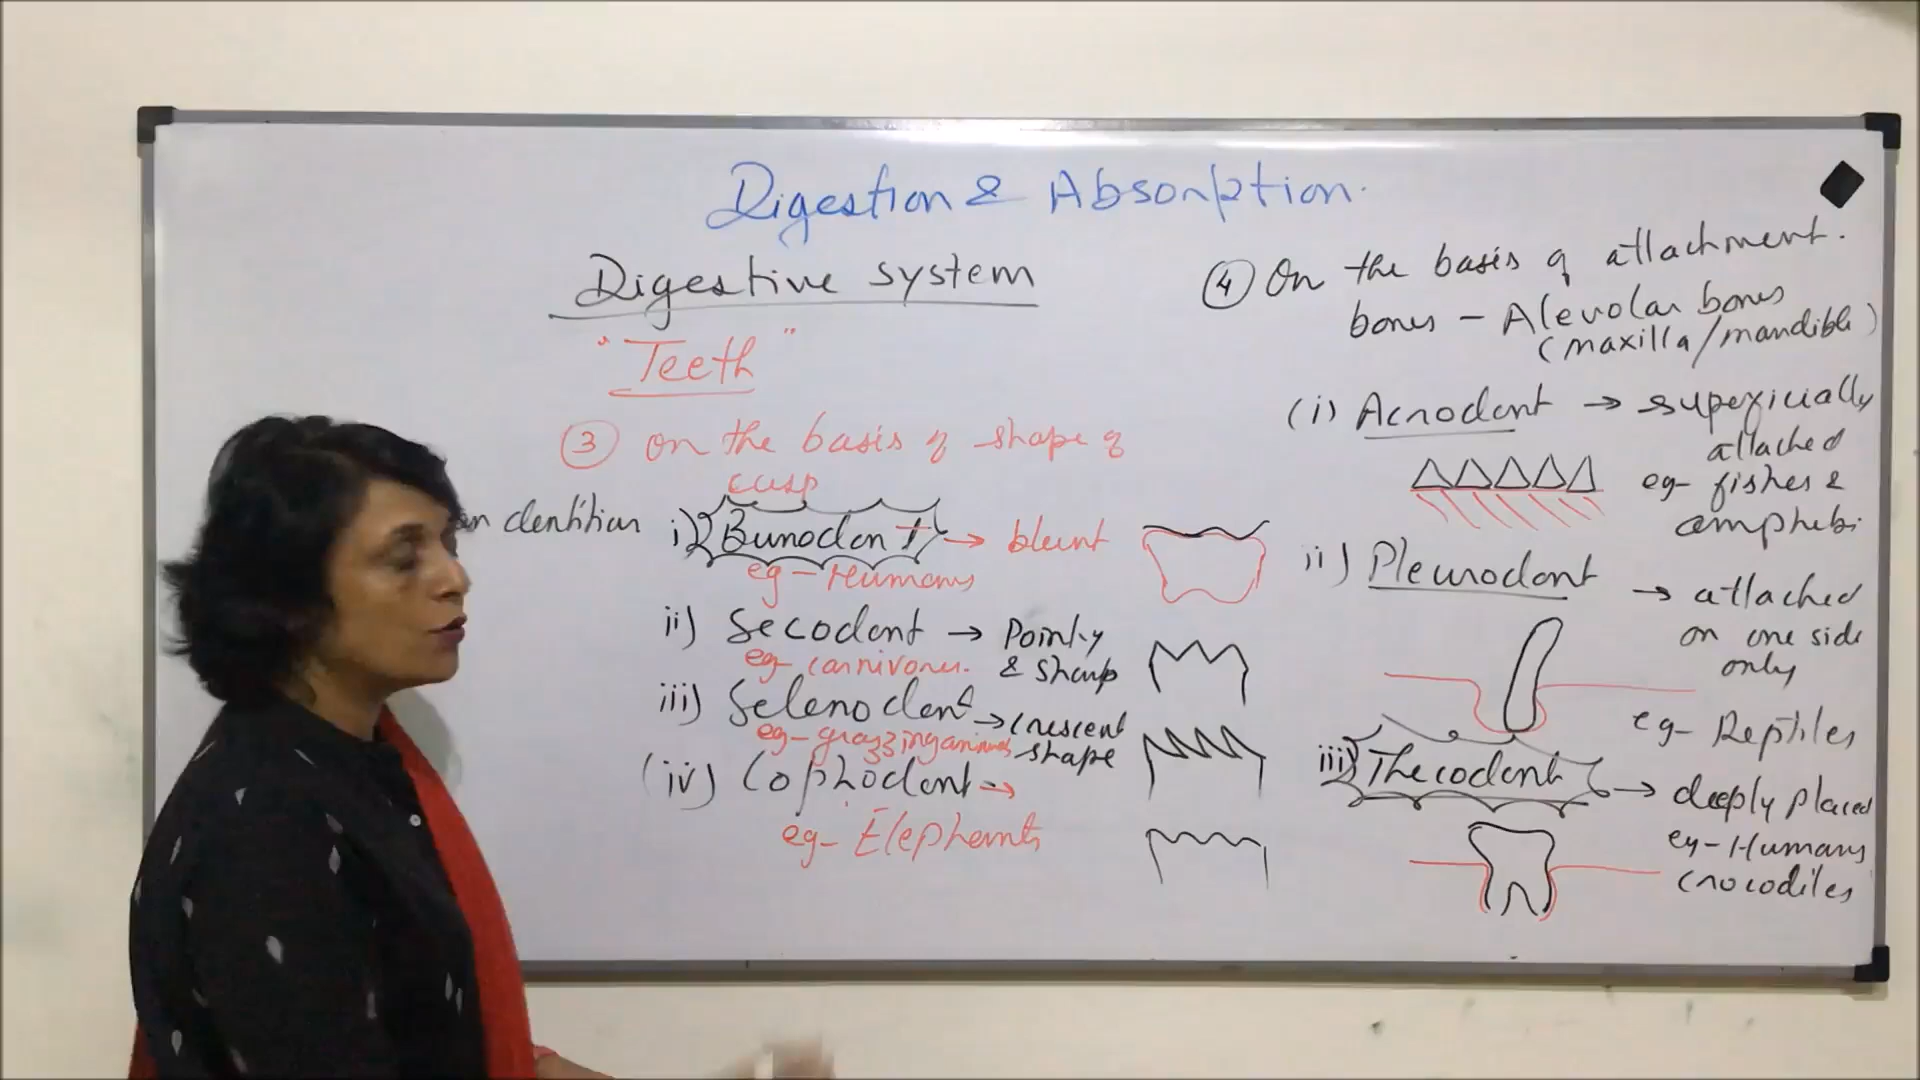 Digestion & Absorption.
Digestive system
"Teeth"
③ on the basis of shape of
cusp
dentition
i) Bunodont → blunt
eg - Humans
ii) Secodont → Pointy
& sharp
eg - carnivores.
iii) Selenodent → crescent
shape
eg - grazzing animals
(iv) Lophodont →
eg - Elephants
④ On the basis of attachment.
bones - Alevolar bones
(maxilla/mandible)
(i) Acrodont → superficially
attached
eg - fishes &
amphebi
ii) Pleurodont
→ attached
on one side
only
eg - Reptiles
iii) Thecodent → deeply placed
eg - Humans
crocodiles